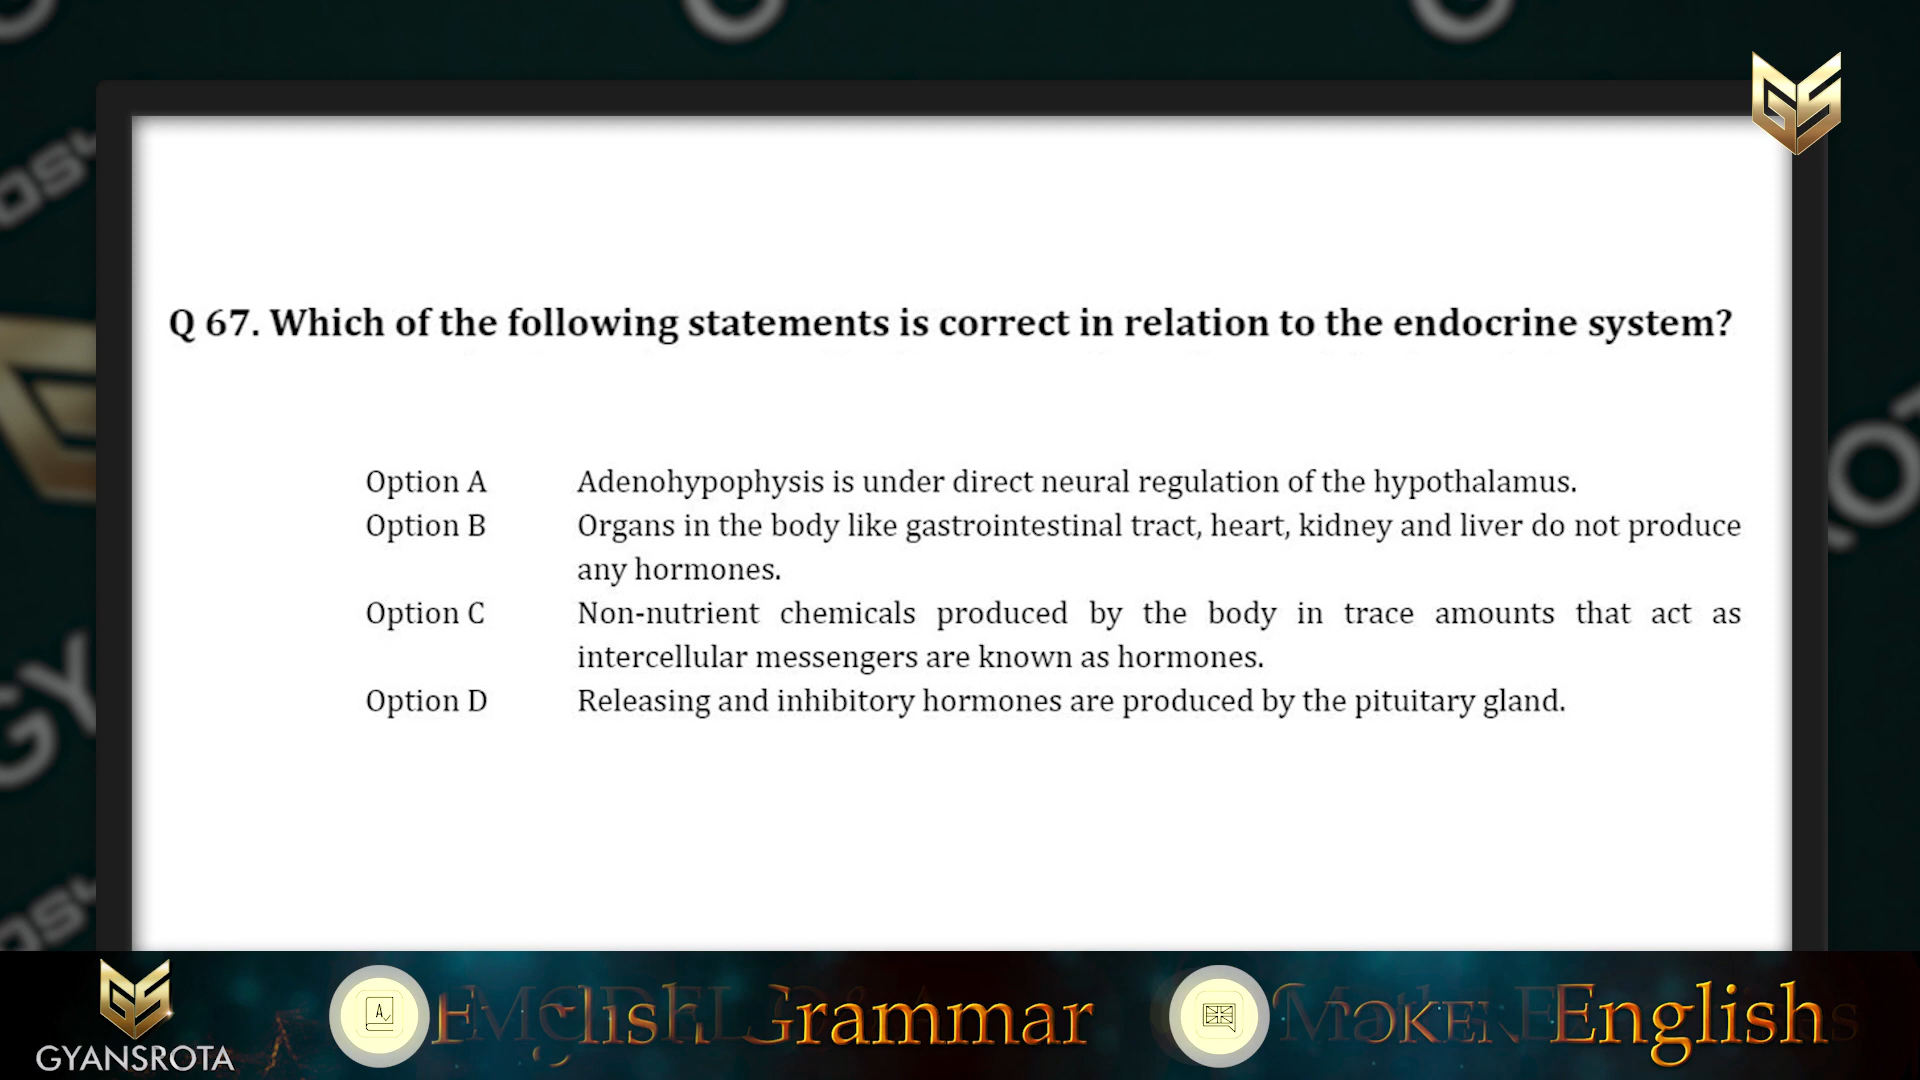 Q 67. Which of the following statements is correct in relation to the endocrine system?
Option A Adenohypophysis is under direct neural regulation of the hypothalamus.
Option B Organs in the body like gastrointestinal tract, heart, kidney and liver do not produce
any hormones.
Option C Non-nutrient chemicals produced by the body in trace amounts that act as
intercellular messengers are known as hormones.
Option D Releasing and inhibitory hormones are produced by the pituitary gland.
GS
GS
GYANSROTA
A
Grammar
English